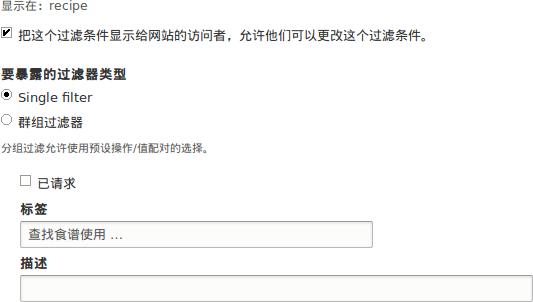 显示在：recipe
把这个过滤条件显示给网站的访问者，允许他们可以更改这个过滤条件。
要暴露的过滤器类型
Single filter
群组过滤器
分组过滤允许使用预设操作/值配对的选择。
已请求
标签
查找食谱使用 ...
描述